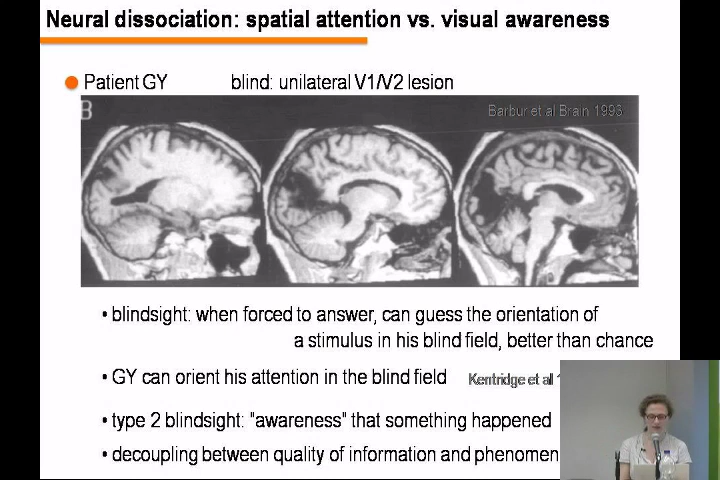 Neural dissociation: spatial attention vs. visual awareness
Patient GY blind: unilateral V1/V2 lesion
B Barbur et al Brain 1993
• blindsight: when forced to answer, can guess the orientation of
a stimulus in his blind field, better than chance
• GY can orient his attention in the blind field Kentridge et al
• type 2 blindsight: "awareness" that something happened
• decoupling between quality of information and phenomen